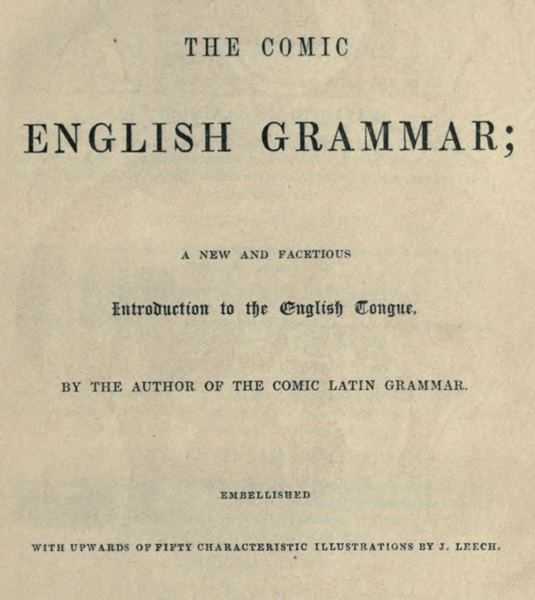 THE COMIC
ENGLISH GRAMMAR;
A NEW AND FACETIOUS
Introduction to the English Tongue.
BY THE AUTHOR OF THE COMIC LATIN GRAMMAR.
EMBELLISHED
WITH UPWARDS OF FIFTY CHARACTERISTIC ILLUSTRATIONS BY J. LEECH.